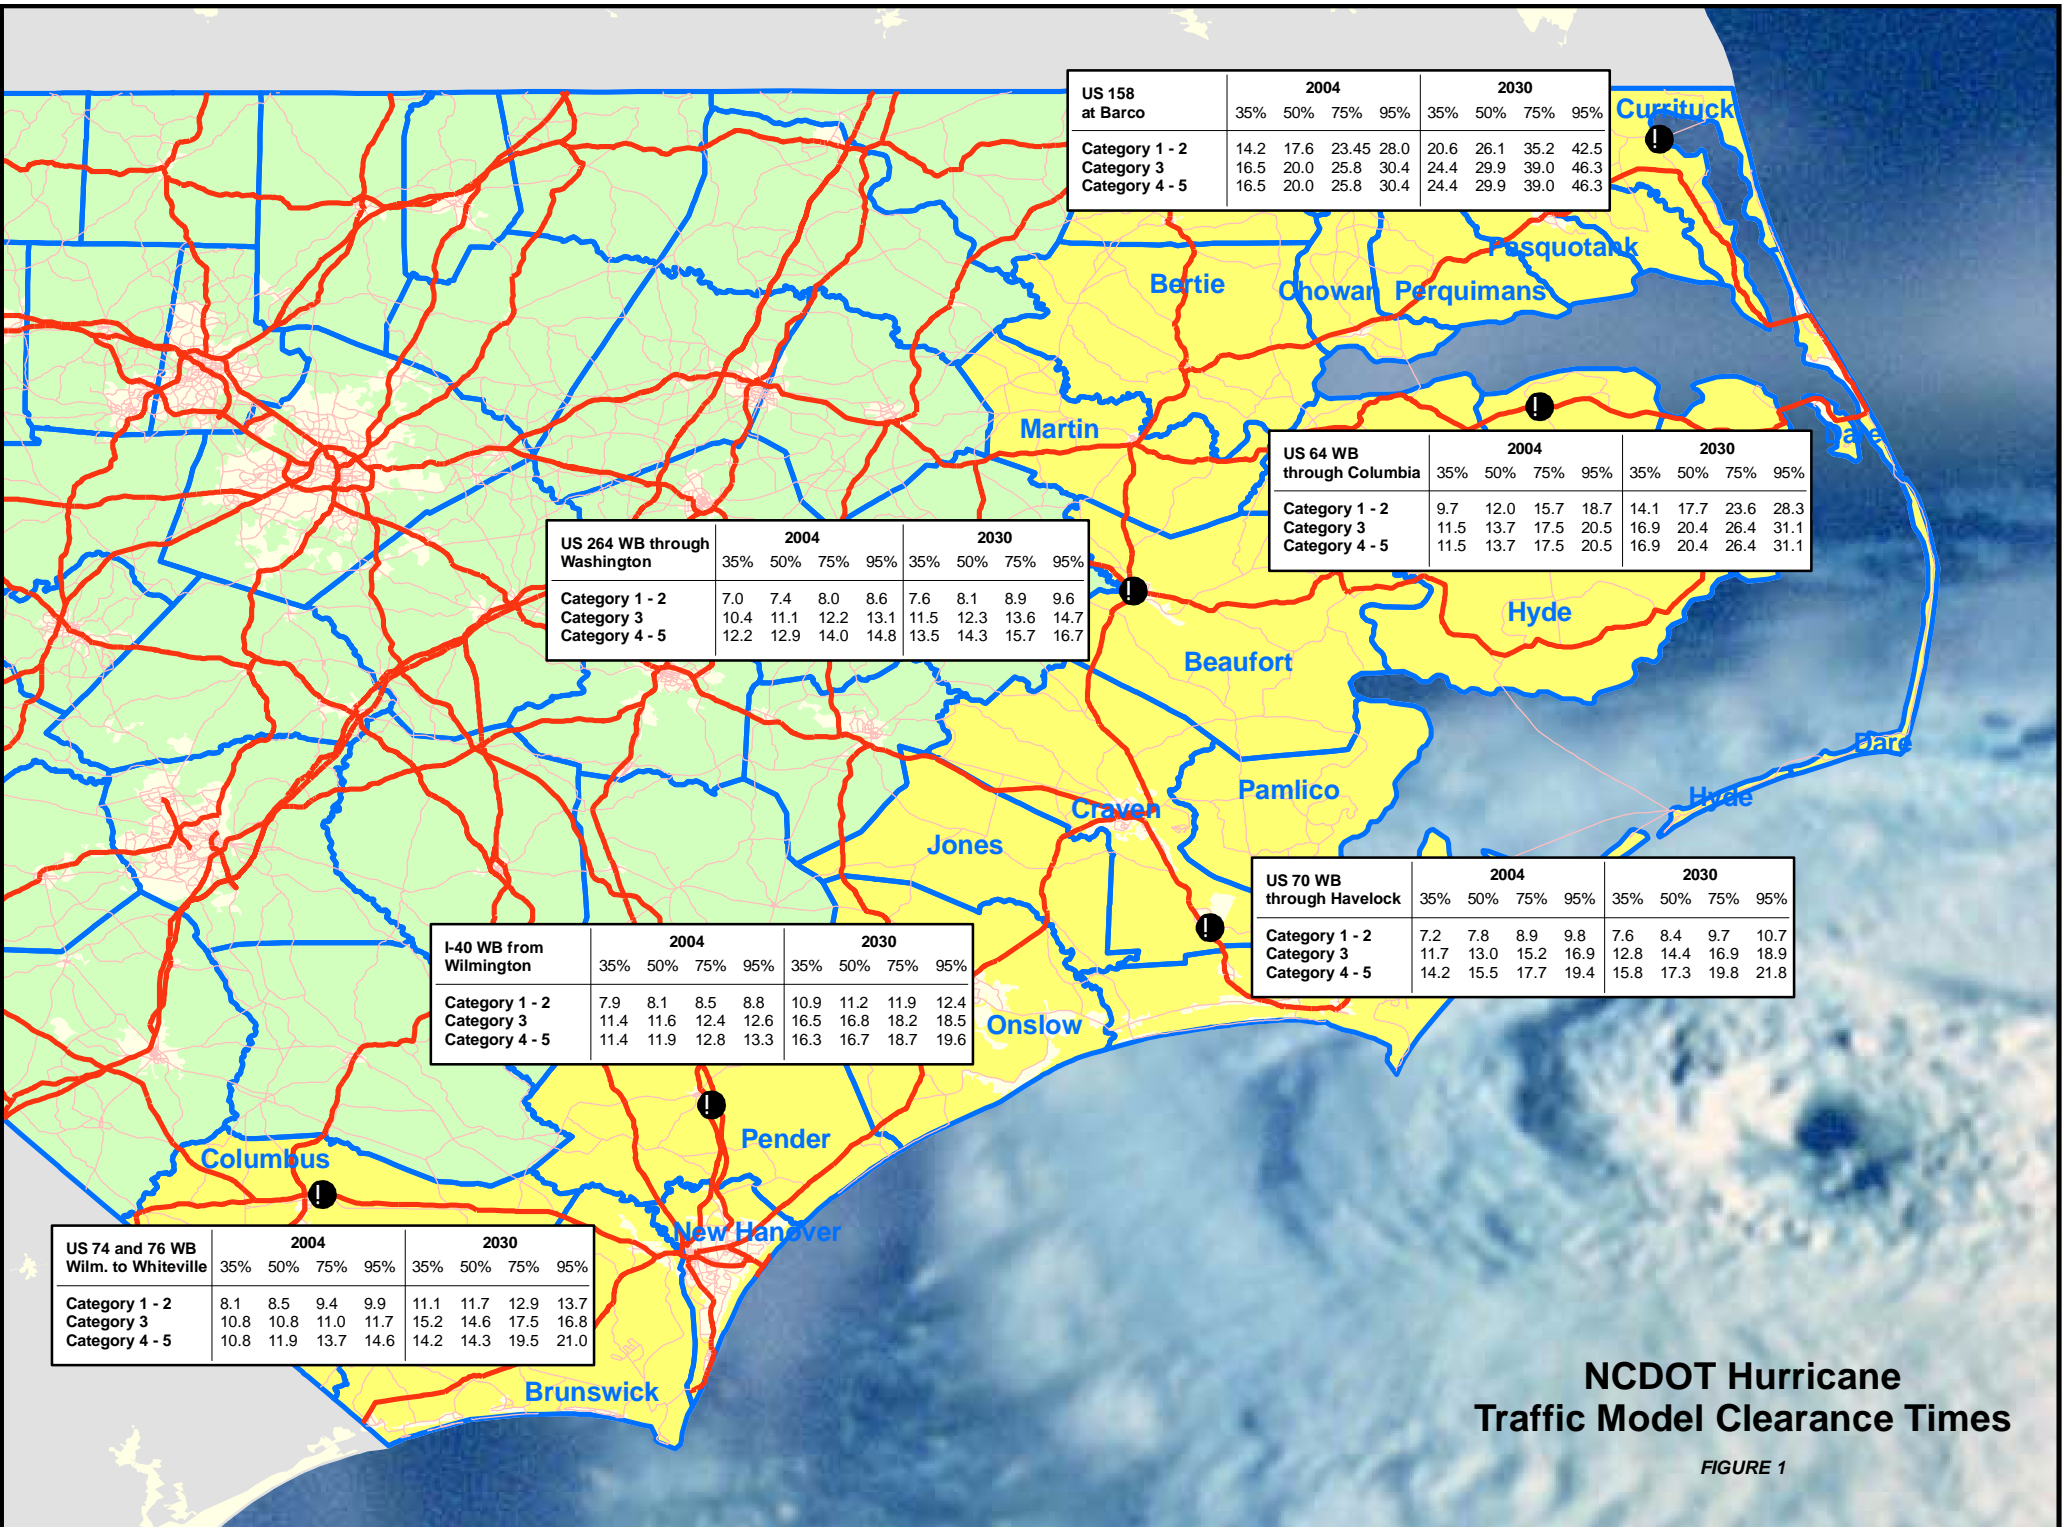 US 158
at Barco
2004 2030
35% 50% 75% 95% 35% 50% 75% 95%
Category 1 - 2 14.2 17.6 23.45 28.0 20.6 26.1 35.2 42.5
Category 3 16.5 20.0 25.8 30.4 24.4 29.9 39.0 46.3
Category 4 - 5 16.5 20.0 25.8 30.4 24.4 29.9 39.0 46.3
Currituck
Pasquotank
Bertie
Chowan
Perquimans
Martin
Dare
US 64 WB
through Columbia
2004 2030
35% 50% 75% 95% 35% 50% 75% 95%
Category 1 - 2 9.7 12.0 15.7 18.7 14.1 17.7 23.6 28.3
Category 3 11.5 13.7 17.5 20.5 16.9 20.4 26.4 31.1
Category 4 - 5 11.5 13.7 17.5 20.5 16.9 20.4 26.4 31.1
US 264 WB through
Washington
2004 2030
35% 50% 75% 95% 35% 50% 75% 95%
Category 1 - 2 7.0 7.4 8.0 8.6 7.6 8.1 8.9 9.6
Category 3 10.4 11.1 12.2 13.1 11.5 12.3 13.6 14.7
Category 4 - 5 12.2 12.9 14.0 14.8 13.5 14.3 15.7 16.7
Hyde
Beaufort
Dare
Pamlico
Hyde
Craven
Jones
US 70 WB
through Havelock
2004 2030
35% 50% 75% 95% 35% 50% 75% 95%
Category 1 - 2 7.2 7.8 8.9 9.8 7.6 8.4 9.7 10.7
Category 3 11.7 13.0 15.2 16.9 12.8 14.4 16.9 18.9
Category 4 - 5 14.2 15.5 17.7 19.4 15.8 17.3 19.8 21.8
I-40 WB from
Wilmington
2004 2030
35% 50% 75% 95% 35% 50% 75% 95%
Category 1 - 2 7.9 8.1 8.5 8.8 10.9 11.2 11.9 12.4
Category 3 11.4 11.6 12.4 12.6 16.5 16.8 18.2 18.5
Category 4 - 5 11.4 11.9 12.8 13.3 16.3 16.7 18.7 19.6
Onslow
Pender
Columbus
New Hanover
US 74 and 76 WB
Wilm. to Whiteville
2004 2030
35% 50% 75% 95% 35% 50% 75% 95%
Category 1 - 2 8.1 8.5 9.4 9.9 11.1 11.7 12.9 13.7
Category 3 10.8 10.8 11.0 11.7 15.2 14.6 17.5 16.8
Category 4 - 5 10.8 11.9 13.7 14.6 14.2 14.3 19.5 21.0
Brunswick
NCDOT Hurricane
Traffic Model Clearance Times
FIGURE 1